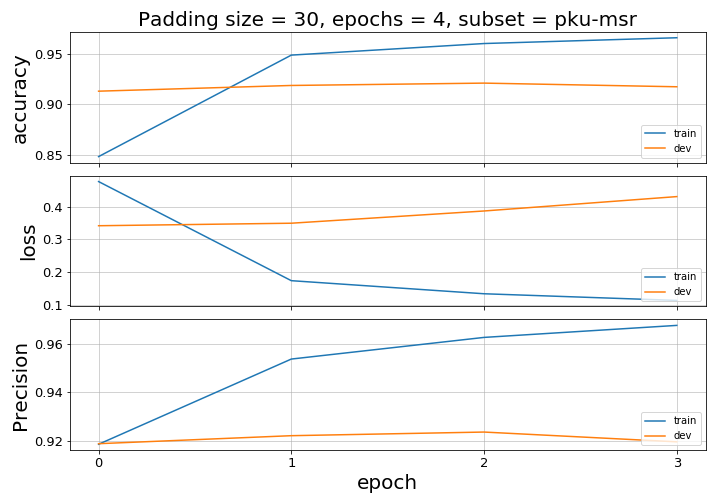 Padding size = 30, epochs = 4, subset = pku-msr
accuracy
0.95
0.90
0.85
train
dev
loss
0.4
0.3
0.2
0.1
train
dev
Precision
0.96
0.94
0.92
train
dev
0 1 2 3
epoch